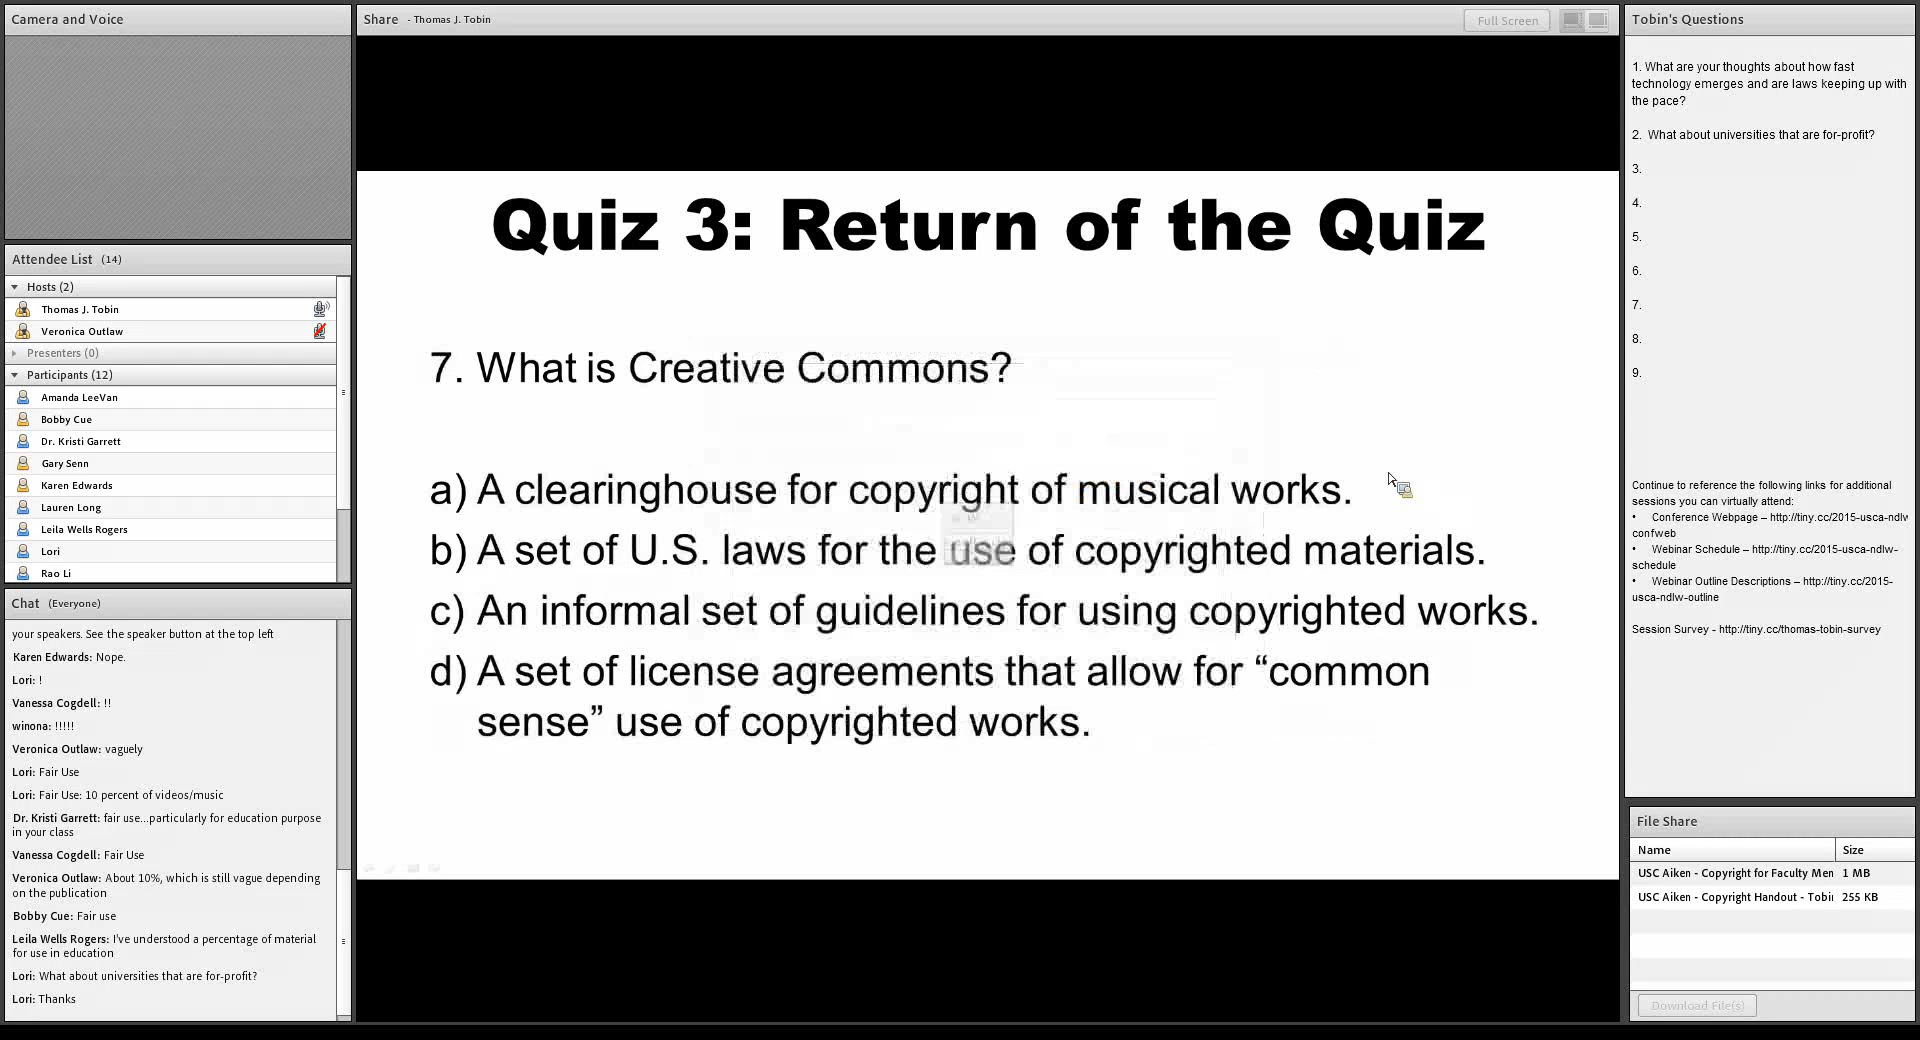 Camera and Voice
Attendee List (14)
Hosts (2)
Thomas J. Tobin
Veronica Outlaw
Presenters (0)
Participants (12)
Amanda LeeVan
Bobby Cue
Dr. Kristi Garrett
Gary Senn
Karen Edwards
Lauren Long
Leila Wells Rogers
Lori
Rao Li
Chat (Everyone)
your speakers. See the speaker button at the top left
Karen Edwards: Nope.
Lori: !
Vanessa Cogdell: !!
winona: !!!!!
Veronica Outlaw: vaguely
Lori: Fair Use
Lori: Fair Use: 10 percent of videos/music
Dr. Kristi Garrett: fair use...particularly for education purpose
in your class
Vanessa Cogdell: Fair Use
Veronica Outlaw: About 10%, which is still vague depending
on the publication
Bobby Cue: Fair use
Leila Wells Rogers: I've understood a percentage of material
for use in education
Lori: What about universities that are for-profit?
Lori: Thanks
Share - Thomas J. Tobin
Full Screen
Quiz 3: Return of the Quiz
7. What is Creative Commons?
a) A clearinghouse for copyright of musical works.
b) A set of U.S. laws for the use of copyrighted materials.
c) An informal set of guidelines for using copyrighted works.
d) A set of license agreements that allow for “common
sense” use of copyrighted works.
Tobin's Questions
1. What are your thoughts about how fast
technology emerges and are laws keeping up with
the pace?
2. What about universities that are for-profit?
3.
4.
5.
6.
7.
8.
9.
Continue to reference the following links for additional
sessions you can virtually attend:
• Conference Webpage – http://tiny.cc/2015-usca-ndlw-
confweb
• Webinar Schedule – http://tiny.cc/2015-usca-ndlw-
schedule
• Webinar Outline Descriptions – http://tiny.cc/2015-
usca-ndlw-outline
Session Survey - http://tiny.cc/thomas-tobin-survey
File Share
Name Size
USC Aiken - Copyright for Faculty Men 1 MB
USC Aiken - Copyright Handout - Tobin 255 KB
Download File(s)